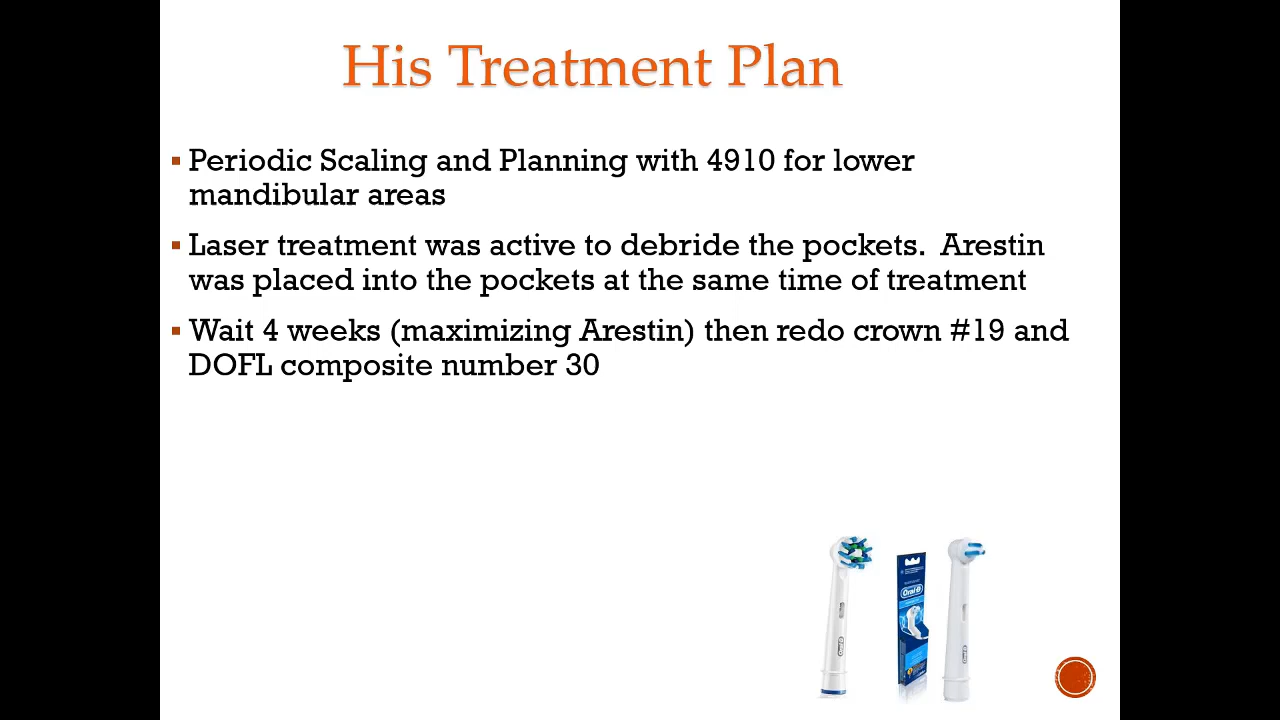 His Treatment Plan
Periodic Scaling and Planning with 4910 for lower
mandibular areas
Laser treatment was active to debride the pockets. Arestin
was placed into the pockets at the same time of treatment
Wait 4 weeks (maximizing Arestin) then redo crown #19 and
DOFL composite number 30
Oral B